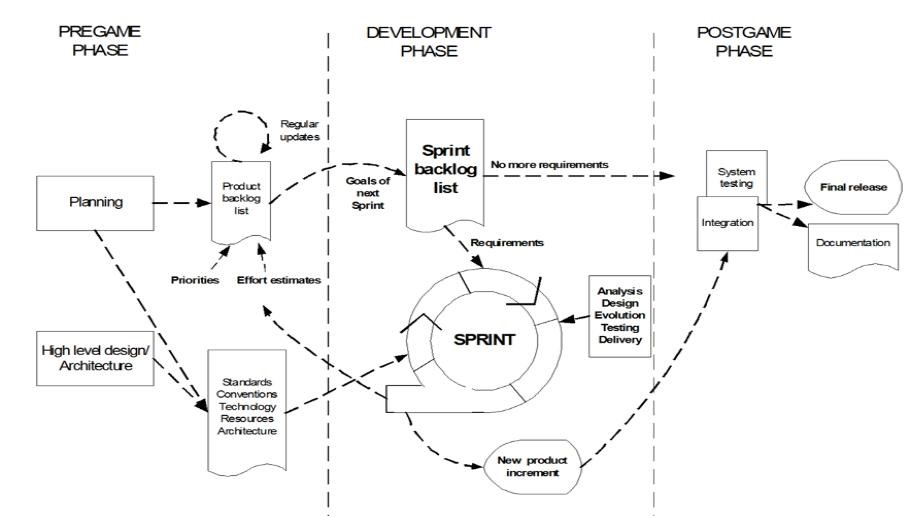 PREGAME
PHASE
DEVELOPMENT
PHASE
POSTGAME
PHASE
Regular
updates
Planning
Product
backlog
list
Goals of
next
Sprint
Sprint
backlog
list
No more requirements
System
testing
Integration
Final release
Documentation
Priorities
Effort estimates
Requirements
High level design/
Architecture
Standards
Conventions
Technology
Resources
Architecture
SPRINT
Analysis
Design
Evolution
Testing
Delivery
New product
increment